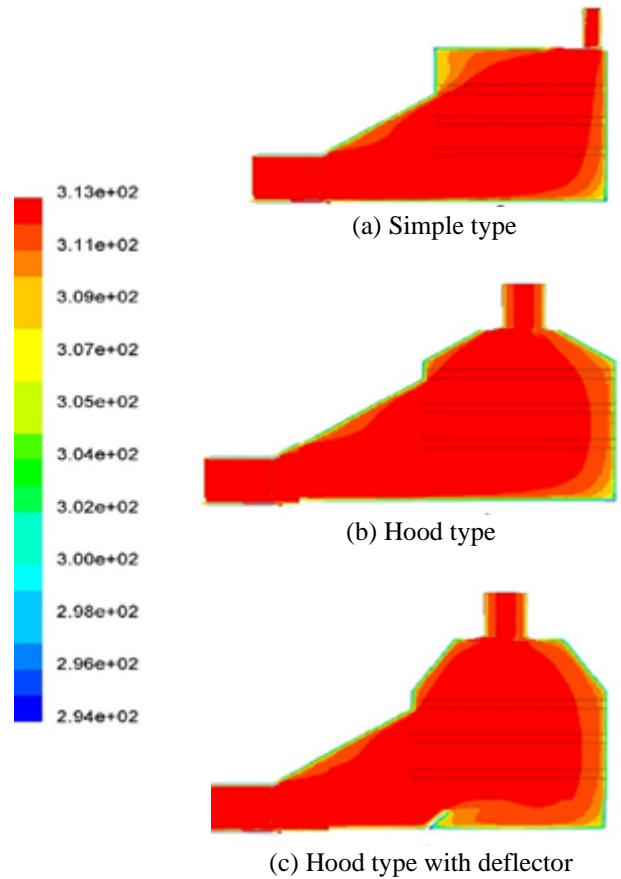 (a) Simple type
3.13e+02
3.11e+02
3.09e+02
3.07e+02
3.05e+02
3.04e+02
3.02e+02
3.00e+02
2.98e+02
2.96e+02
2.94e+02
(b) Hood type
(c) Hood type with deflector